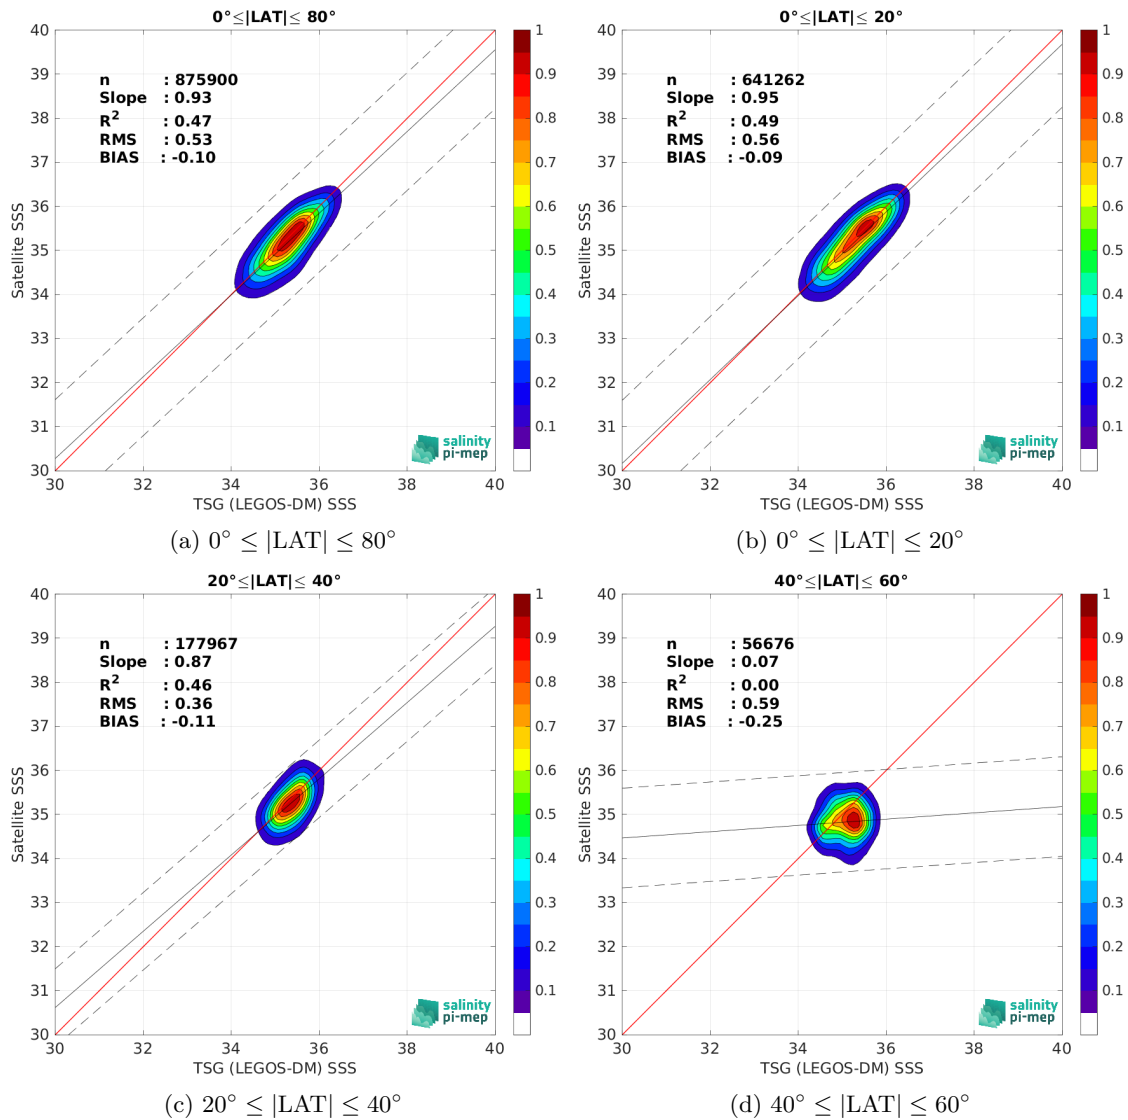 0°≤|LAT|≤ 80°
40
39
38
37
36
35
34
33
32
31
30
Satellite SSS
n : 875900
Slope : 0.93
R² : 0.47
RMS : 0.53
BIAS : -0.10
salinity
pi-mep
30 32 34 36 38 40
TSG (LEGOS-DM) SSS
1
0.9
0.8
0.7
0.6
0.5
0.4
0.3
0.2
0.1
(a) 0° ≤ |LAT| ≤ 80°
0°≤|LAT|≤ 20°
40
39
38
37
36
35
34
33
32
31
30
Satellite SSS
n : 641262
Slope : 0.95
R² : 0.49
RMS : 0.56
BIAS : -0.09
salinity
pi-mep
30 32 34 36 38 40
TSG (LEGOS-DM) SSS
1
0.9
0.8
0.7
0.6
0.5
0.4
0.3
0.2
0.1
(b) 0° ≤ |LAT| ≤ 20°
20°≤|LAT|≤ 40°
40
39
38
37
36
35
34
33
32
31
30
Satellite SSS
n : 177967
Slope : 0.87
R² : 0.46
RMS : 0.36
BIAS : -0.11
salinity
pi-mep
30 32 34 36 38 40
TSG (LEGOS-DM) SSS
1
0.9
0.8
0.7
0.6
0.5
0.4
0.3
0.2
0.1
(c) 20° ≤ |LAT| ≤ 40°
40°≤|LAT|≤ 60°
40
39
38
37
36
35
34
33
32
31
30
Satellite SSS
n : 56676
Slope : 0.07
R² : 0.00
RMS : 0.59
BIAS : -0.25
salinity
pi-mep
30 32 34 36 38 40
TSG (LEGOS-DM) SSS
1
0.9
0.8
0.7
0.6
0.5
0.4
0.3
0.2
0.1
(d) 40° ≤ |LAT| ≤ 60°